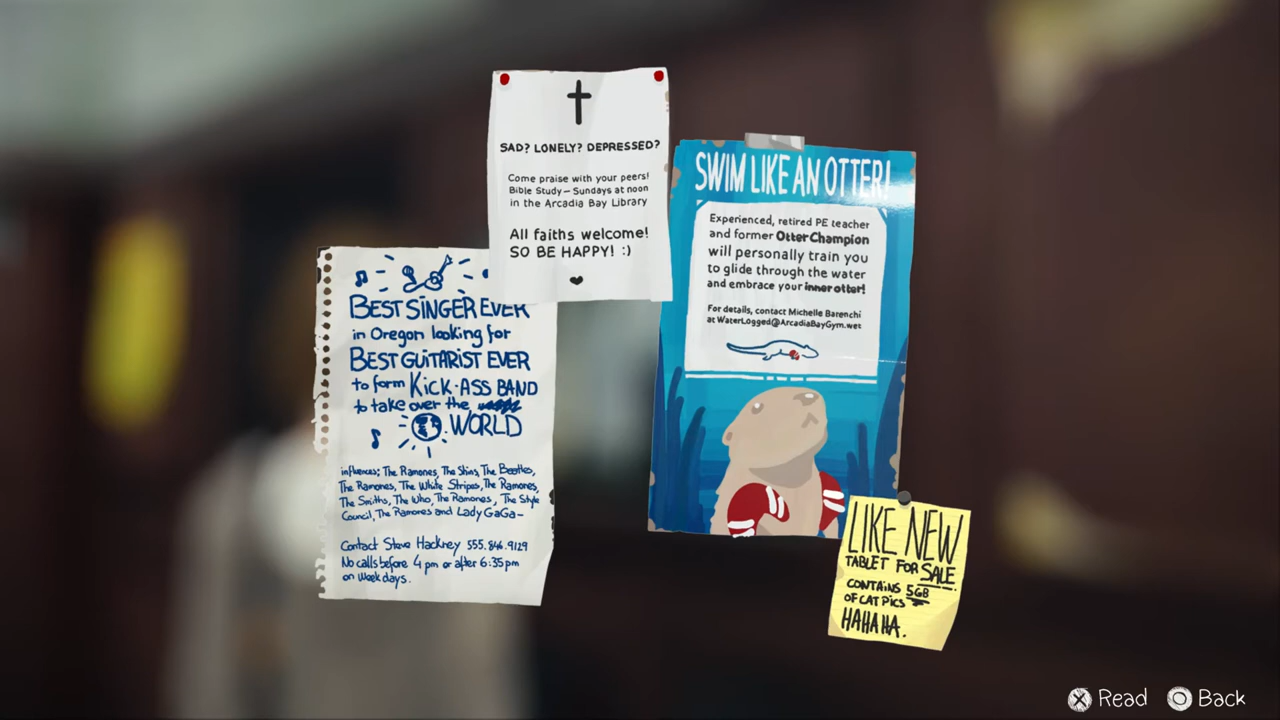 SAD? LONELY? DEPRESSED?
Come praise with your peers!
Bible Study — Sundays at noon
in the Arcadia Bay Library
All faiths welcome!
SO BE HAPPY! :)
SWIM LIKE AN OTTER!
Experienced, retired PE teacher
and former Otter Champion
will personally train you
to glide through the water
and embrace your inner otter!
For details, contact Michelle Barenchi
at WaterLogged@ArcadiaBayGym.wet
BEST SINGER EVER
in Oregon looking for
BEST GUITARIST EVER
to form KICK-ASS BAND
to take over the
WORLD
influences: The Ramones, The Shins, The Beatles,
The Ramones, The White Stripes, The Ramones,
The Smiths, The Who, The Ramones, The Style
Council, The Ramones and Lady GaGa-
Contact Steve Hackney 555.846.9129
No calls before 4 pm or after 6:35 pm
on weekdays.
LIKE NEW
TABLET FOR SALE.
CONTAINS 5GB
OF CAT PICS
HAHAHA.
Read
Back